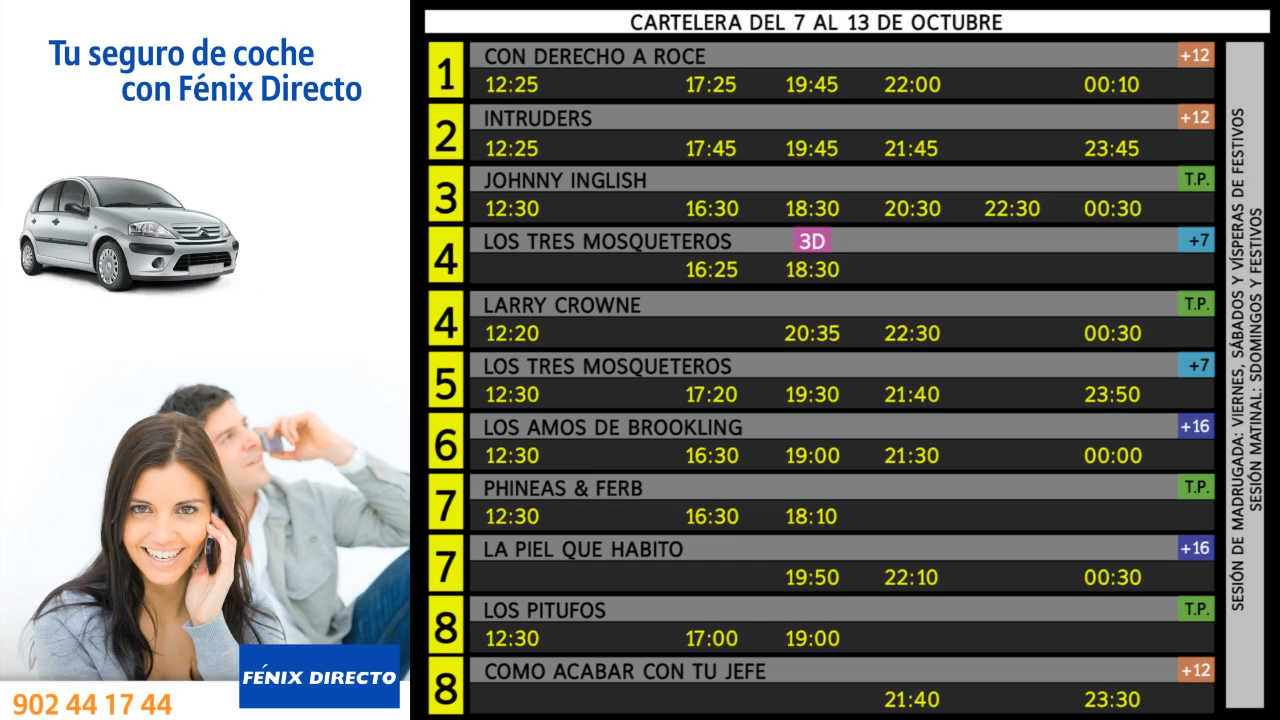 Tu seguro de coche
con Fénix Directo
FÉNIX DIRECTO
902 44 17 44
CARTELERA DEL 7 AL 13 DE OCTUBRE
1 CON DERECHO A ROCE +12
12:25 17:25 19:45 22:00 00:10
2 INTRUDERS +12
12:25 17:45 19:45 21:45 23:45
3 JOHNNY INGLISH T.P.
12:30 16:30 18:30 20:30 22:30 00:30
4 LOS TRES MOSQUETEROS 3D +7
16:25 18:30
4 LARRY CROWNE T.P.
12:20 20:35 22:30 00:30
5 LOS TRES MOSQUETEROS +7
12:30 17:20 19:30 21:40 23:50
6 LOS AMOS DE BROOKLING +16
12:30 16:30 19:00 21:30 00:00
7 PHINEAS & FERB T.P.
12:30 16:30 18:10
7 LA PIEL QUE HABITO +16
19:50 22:10 00:30
8 LOS PITUFOS T.P.
12:30 17:00 19:00
8 COMO ACABAR CON TU JEFE +12
21:40 23:30
SESIÓN DE MADRUGADA: VIERNES, SÁBADOS Y VÍSPERAS DE FESTIVOS
SESIÓN MATINAL: SDOMINGOS Y FESTIVOS